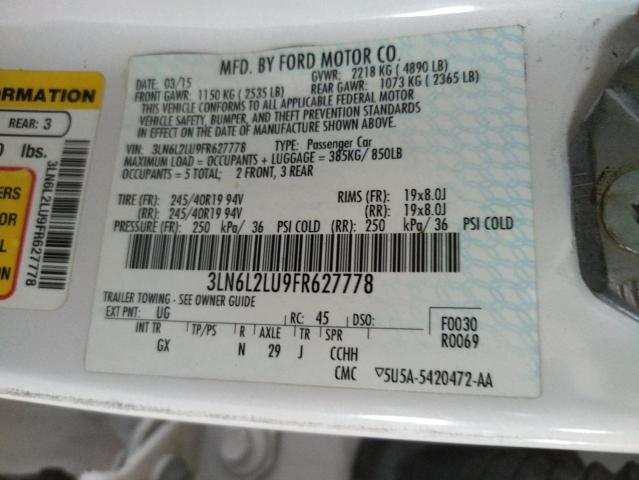 MFD. BY FORD MOTOR CO.
DATE: 03/15 GVWR: 2218 KG ( 4890 LB)
FRONT GAWR: 1150 KG ( 2535 LB) REAR GAWR: 1073 KG ( 2365 LB)
THIS VEHICLE CONFORMS TO ALL APPLICABLE FEDERAL MOTOR
VEHICLE SAFETY, BUMPER, AND THEFT PREVENTION STANDARDS
IN EFFECT ON THE DATE OF MANUFACTURE SHOWN ABOVE.
VIN: 3LN6L2LU9FR627778 TYPE: Passenger Car
MAXIMUM LOAD = OCCUPANTS + LUGGAGE = 385KG/ 850LB
OCCUPANTS = 5 TOTAL; 2 FRONT, 3 REAR
TIRE (FR): 245/40R19 94V RIMS (FR): 19x8.0J
(RR): 245/40R19 94V (RR): 19x8.0J
PRESSURE (FR): 250 kPa/ 36 PSI COLD (RR): 250 kPa/ 36 PSI COLD
3LN6L2LU9FR627778
TRAILER TOWING - SEE OWNER GUIDE
EXT PNT: UG RC: 45 DSO: F0030
INT TR TP/PS R AXLE TR SPR R0069
GX N 29 J CCHH
CMC ▽5U5A-5420472-AA
ORMATION
REAR: 3
0 lbs.
3LN6L2LU9FR627778
ERS
OR
L
ION